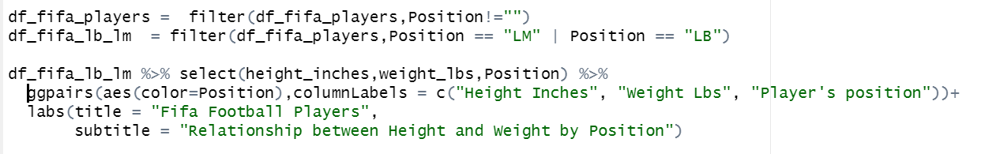 df_fifa_players =  filter(df_fifa_players,Position!="")
df_fifa_lb_lm  = filter(df_fifa_players,Position == "LM" | Position == "LB")
df_fifa_lb_lm %>% select(height_inches,weight_lbs,Position) %>%
  ggpairs(aes(color=Position),columnLabels = c("Height Inches", "Weight Lbs", "Player's position"))+
  labs(title = "Fifa Football Players",
       subtitle = "Relationship between Height and Weight by Position")